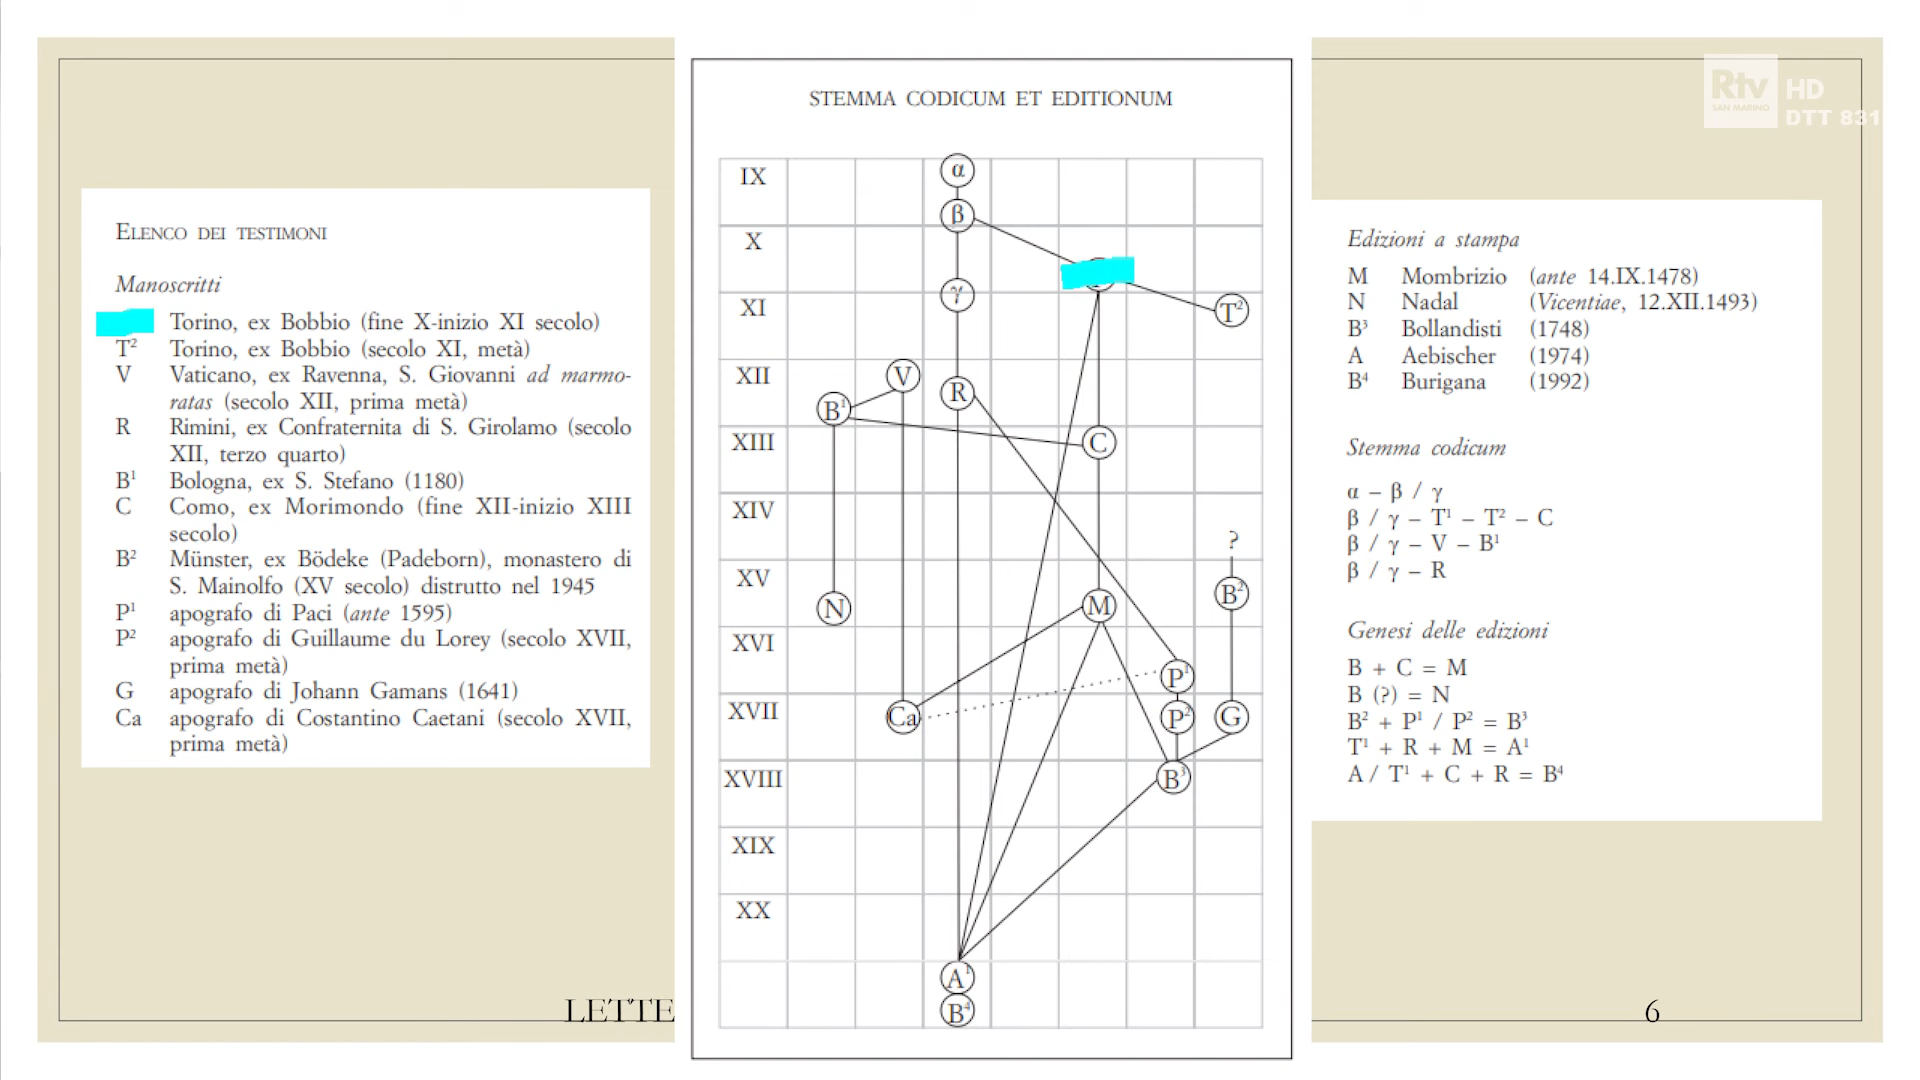 ELENCO DEI TESTIMONI
Manoscritti
Torino, ex Bobbio (fine X-inizio XI secolo)
T² Torino, ex Bobbio (secolo XI, metà)
V Vaticano, ex Ravenna, S. Giovanni ad marmo-
ratas (secolo XII, prima metà)
R Rimini, ex Confraternita di S. Girolamo (secolo
XII, terzo quarto)
B¹ Bologna, ex S. Stefano (1180)
C Como, ex Morimondo (fine XII-inizio XIII
secolo)
B² Münster, ex Bödeke (Padeborn), monastero di
S. Mainolfo (XV secolo) distrutto nel 1945
P¹ apografo di Paci (ante 1595)
P² apografo di Guillaume du Lorey (secolo XVII,
prima metà)
G apografo di Johann Gamans (1641)
Ca apografo di Costantino Caetani (secolo XVII,
prima metà)
LETTE
STEMMA CODICUM ET EDITIONUM
IX α
β
X
γ
XI T²
XII V
R
B¹
XIII C
XIV
?
XV B²
N M
XVI
P¹
XVII Ca P² G
XVIII B³
XIX
XX
A¹
B⁴
Rtv HD
SAN MARINO
DTT 831
Edizioni a stampa
M Mombrizio (ante 14.IX.1478)
N Nadal (Vicentiae, 12.XII.1493)
B³ Bollandisti (1748)
A Aebischer (1974)
B⁴ Burigana (1992)
Stemma codicum
α – β / γ
β / γ – T¹ – T² – C
β / γ – V – B¹
β / γ – R
Genesi delle edizioni
B + C = M
B (?) = N
B² + P¹ / P² = B³
T¹ + R + M = A¹
A / T¹ + C + R = B⁴
6